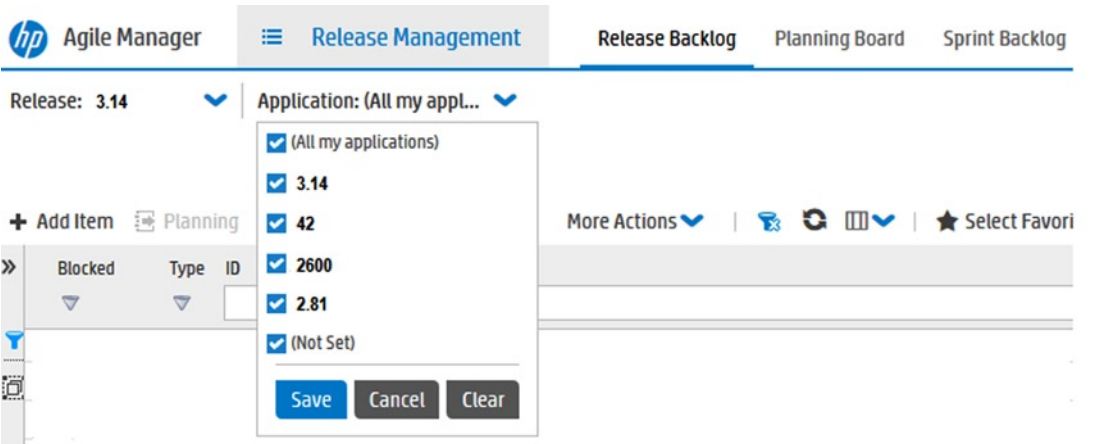 hp Agile Manager Release Management Release Backlog Planning Board Sprint Backlog
Release: 3.14 Application: (All my appl...
(All my applications)
3.14
+ Add Item Planning 42 More Actions Select Favori
» Blocked Type ID 2600
2.81
(Not Set)
Save Cancel Clear